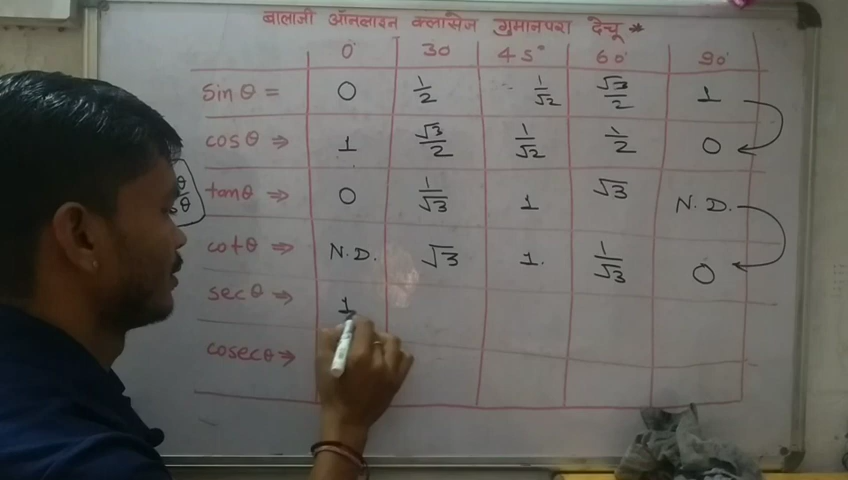 बालाजी ऑनलाइन क्लासेज गुमानपुरा देचू *
0° 30 45° 60° 90°
sin θ = 0 1/2 1/√2 √3/2 1
cos θ ⇒ 1 √3/2 1/√2 1/2 0
tan θ ⇒ 0 1/√3 1 √3 N.D.
cot θ ⇒ N.D. √3 1. 1/√3 0
sec θ ⇒ 1
cosec θ ⇒